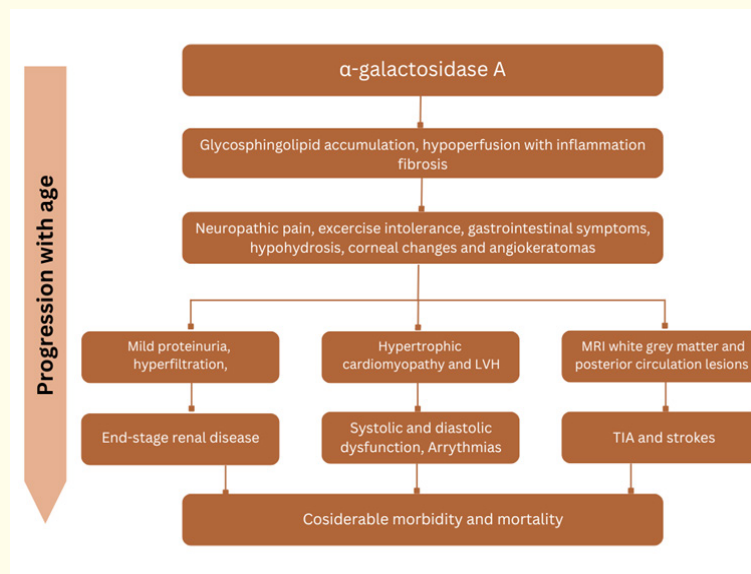 α-galactosidase A
Glycosphingolipid accumulation, hypoperfusion with inflammation
fibrosis
Neuropathic pain, excercise intolerance, gastrointestinal symptoms,
hypohydrosis, corneal changes and angiokeratomas
Progression with age
Mild proteinuria,
hyperfiltration,
Hypertrophic
cardiomyopathy and LVH
MRI white grey matter and
posterior circulation lesions
End-stage renal disease
Systolic and diastolic
dysfunction, Arrythmias
TIA and strokes
Cosiderable morbidity and mortality